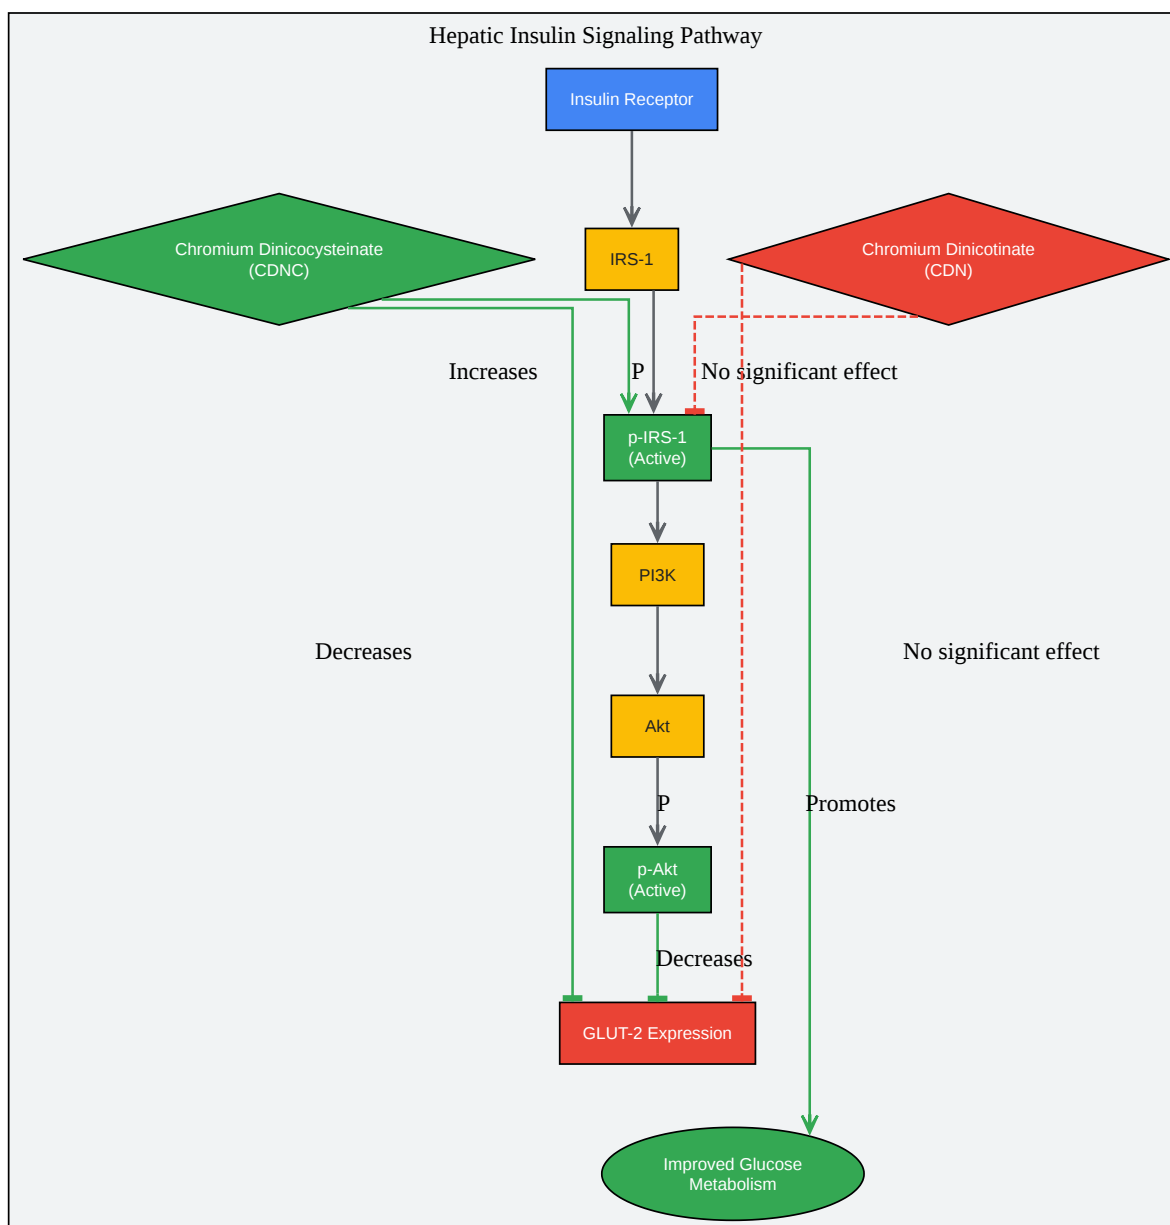 Hepatic Insulin Signaling Pathway
Insulin Receptor
Chromium Dinicocysteinate
(CDNC)
IRS-1
Chromium Dinicotinate
(CDN)
Increases
P
No significant effect
p-IRS-1
(Active)
PI3K
Decreases
No significant effect
Akt
P
Promotes
p-Akt
(Active)
Decreases
GLUT-2 Expression
Improved Glucose
Metabolism